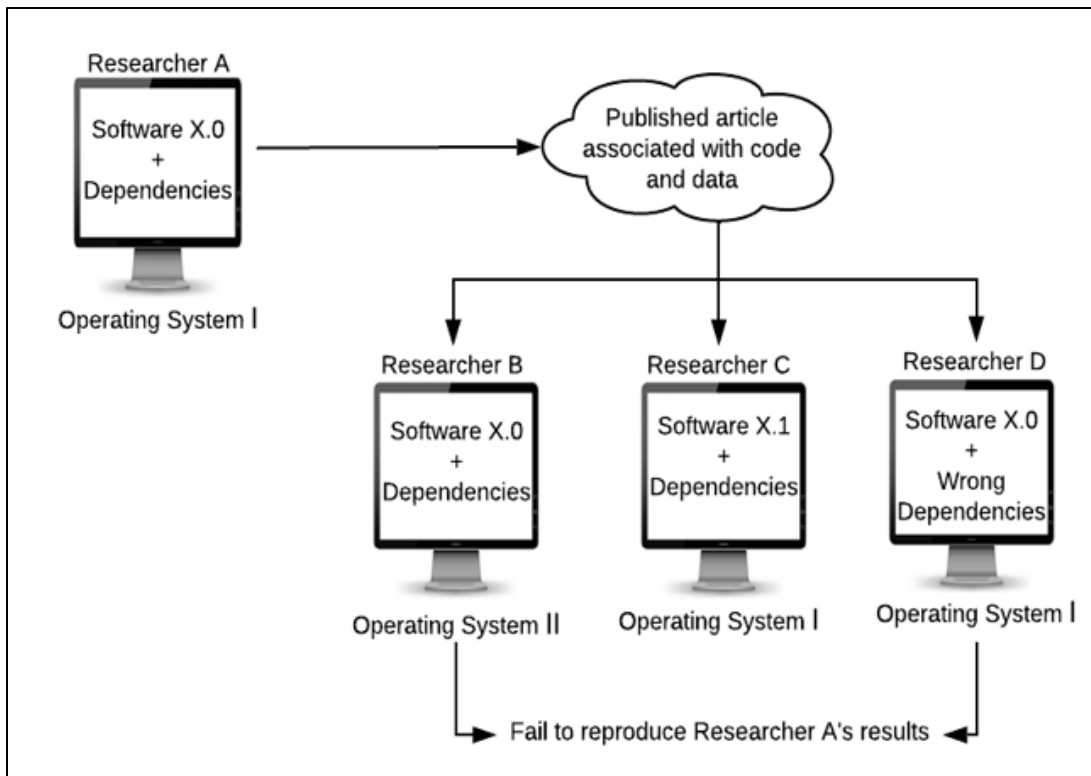 Researcher A
Software X.0
+
Dependencies
Operating System I
Published article
associated with code
and data
Researcher B
Software X.0
+
Dependencies
Operating System II
Researcher C
Software X.1
+
Dependencies
Operating System I
Researcher D
Software X.0
+
Wrong
Dependencies
Operating System I
Fail to reproduce Researcher A's results